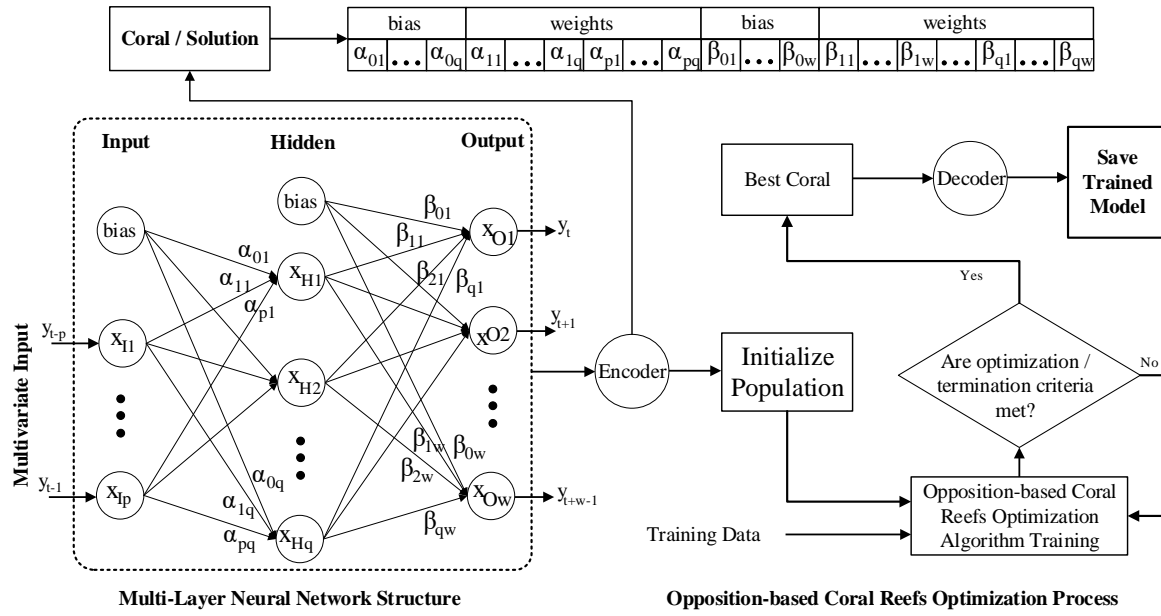 Coral / Solution
bias weights bias weights
α01 ... α0q α11 ... α1q αp1 ... αpq β01 ... β0w β11 ... β1w ... βq1 ... βqw
Input Hidden Output
bias
bias
α01
α11
αp1
α0q
α1q
αpq
β01
β11
β21
βq1
β1w
β2w
β0w
βqw
Multivariate Input
yt-p
yt-1
xI1
xIp
xH1
xH2
xHq
xO1
xO2
xOw
yt
yt+1
yt+w-1
Multi-Layer Neural Network Structure
Encoder
Initialize
Population
Training Data
Opposition-based Coral
Reefs Optimization
Algorithm Training
Are optimization /
termination criteria
met?
Yes
No
Best Coral
Decoder
Save
Trained
Model
Opposition-based Coral Reefs Optimization Process